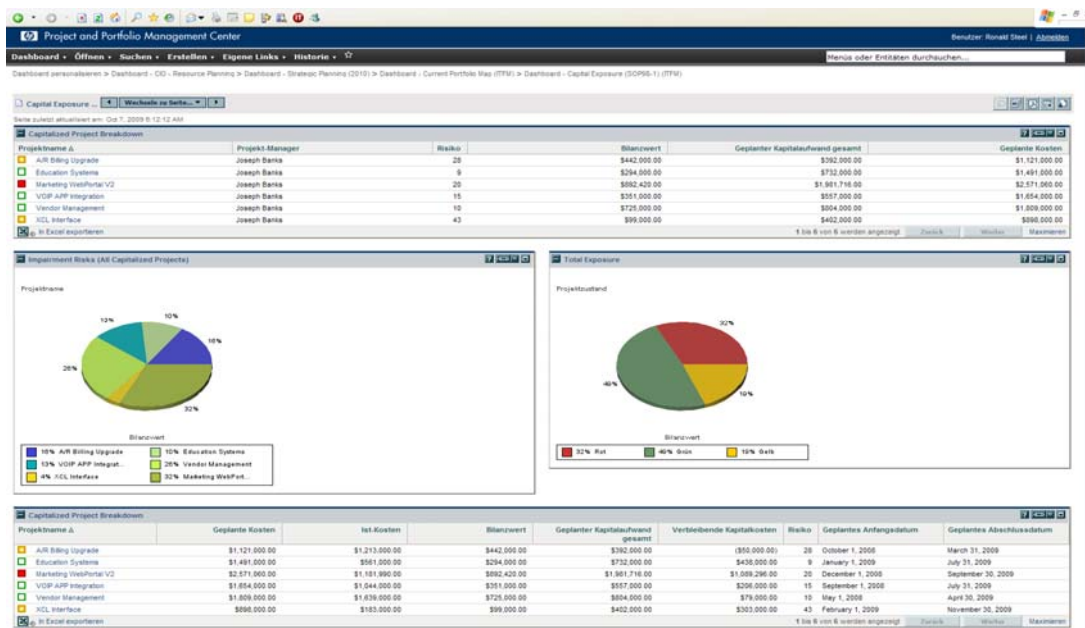 hp Project and Portfolio Management Center
Benutzer: Ronald Steel | Abmelden
Dashboard Öffnen Suchen Erstellen Eigene Links Historie
Menüs oder Entitäten durchsuchen...
Dashboard personalisieren > Dashboard - CIO - Resource Planning > Dashboard - Strategic Planning (2010) > Dashboard - Current Portfolio Map (ITFM) > Dashboard - Capital Exposure (SOP98-1) (ITFM)
Capital Exposure ... Wechseln zu Seite...
Seite zuletzt aktualisiert am: Oct 7, 2009 6:12:12 AM
Capitalized Project Breakdown
Projektname Projekt-Manager Risiko Bilanzwert Geplanter Kapitalaufwand gesamt Geplante Kosten
A/R Billing Upgrade Joseph Banks 28 $442,000.00 $392,000.00 $1,121,000.00
Education Systems Joseph Banks 9 $294,000.00 $732,000.00 $1,491,000.00
Marketing WebPortal V2 Joseph Banks 20 $892,420.00 $1,981,716.00 $2,571,060.00
VOIP APP Integration Joseph Banks 15 $351,000.00 $557,000.00 $1,654,000.00
Vendor Management Joseph Banks 10 $725,000.00 $804,000.00 $1,809,000.00
XCL Interface Joseph Banks 43 $99,000.00 $402,000.00 $898,000.00
In Excel exportieren 1 bis 6 von 6 werden angezeigt Zurück Weiter Maximieren
Impairment Risks (All Capitalized Projects)
Projektname
10%
13%
16%
26%
32%
Bilanzwert
16% A/R Billing Upgrade 10% Education Systems
13% VOIP APP Integrat... 26% Vendor Management
4% XCL Interface 32% Marketing WebPort...
Total Exposure
Projektzustand
32%
49%
19%
Bilanzwert
32% Rot 49% Grün 19% Gelb
Capitalized Project Breakdown
Projektname Geplante Kosten Ist-Kosten Bilanzwert Geplanter Kapitalaufwand gesamt Verbleibende Kapitalkosten Risiko Geplantes Anfangsdatum Geplantes Abschlussdatum
A/R Billing Upgrade $1,121,000.00 $1,213,000.00 $442,000.00 $392,000.00 ($50,000.00) 28 October 1, 2008 March 31, 2009
Education Systems $1,491,000.00 $561,000.00 $294,000.00 $732,000.00 $438,000.00 9 January 1, 2009 July 31, 2009
Marketing WebPortal V2 $2,571,060.00 $1,181,990.00 $892,420.00 $1,981,716.00 $1,089,296.00 20 December 1, 2008 September 30, 2009
VOIP APP Integration $1,654,000.00 $1,044,000.00 $351,000.00 $557,000.00 $206,000.00 15 September 1, 2008 July 31, 2009
Vendor Management $1,809,000.00 $1,639,000.00 $725,000.00 $804,000.00 $79,000.00 10 May 1, 2008 April 30, 2009
XCL Interface $898,000.00 $183,000.00 $99,000.00 $402,000.00 $303,000.00 43 February 1, 2009 November 30, 2009
In Excel exportieren 1 bis 6 von 6 werden angezeigt Zurück Weiter Maximieren